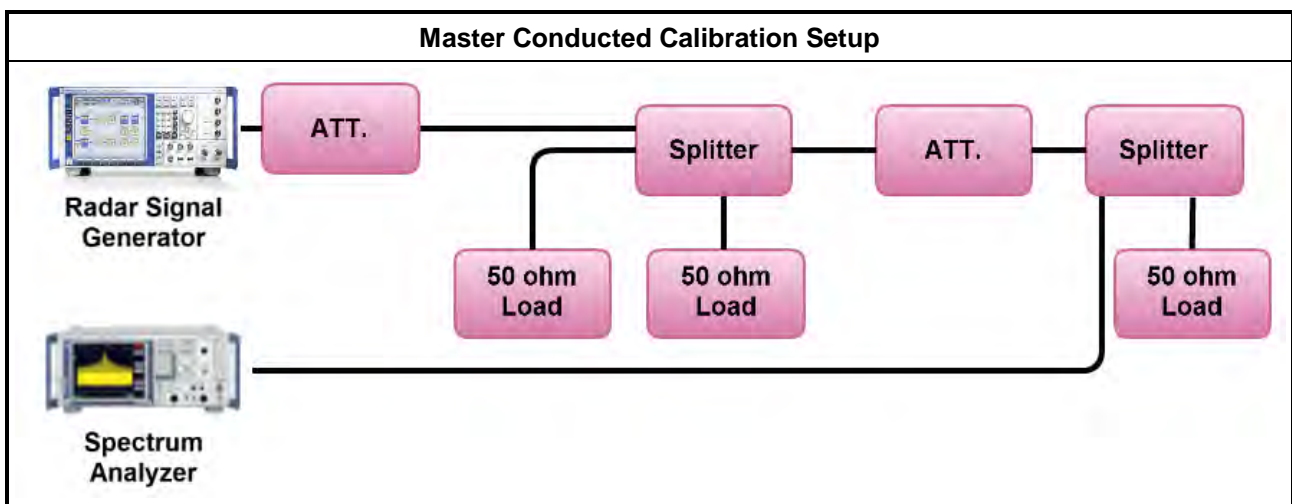 Master Conducted Calibration Setup
ATT.
Splitter
ATT.
Splitter
Radar Signal
Generator
50 ohm
Load
50 ohm
Load
50 ohm
Load
Spectrum
Analyzer